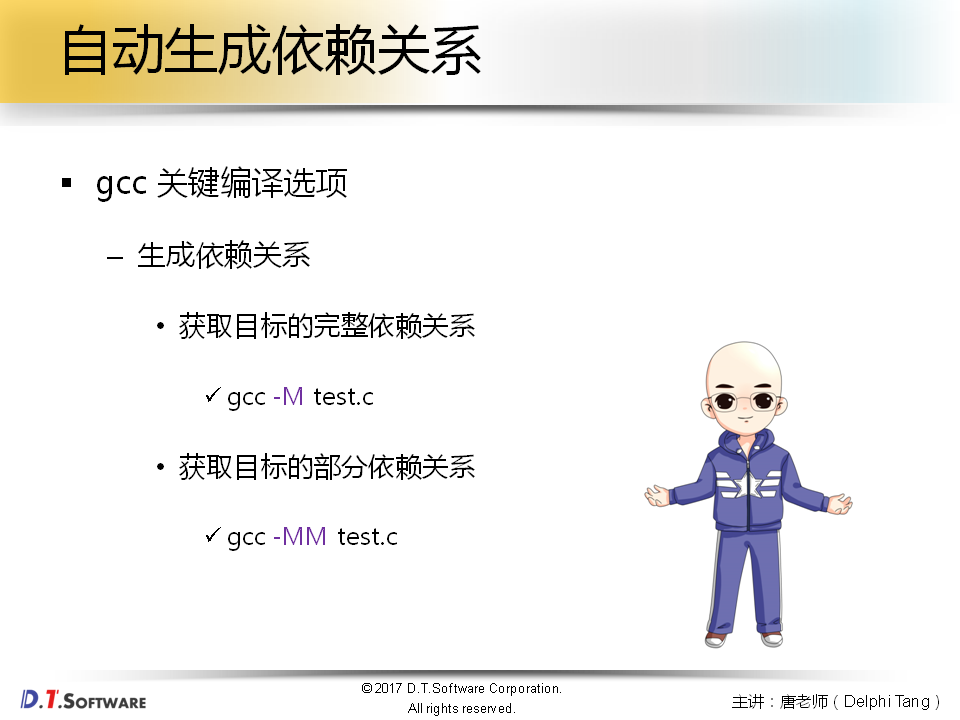 自动生成依赖关系
▪ gcc 关键编译选项
– 生成依赖关系
• 获取目标的完整依赖关系
✓ gcc -M test.c
• 获取目标的部分依赖关系
✓ gcc -MM test.c
D.T.SOFTWARE
©2017 D.T.Software Corporation.
All rights reserved.
主讲：唐老师（Delphi Tang）